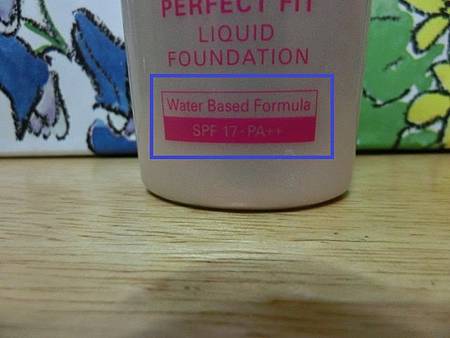 PERFECT FIT
LIQUID
FOUNDATION
Water Based Formula
SPF 17·PA++